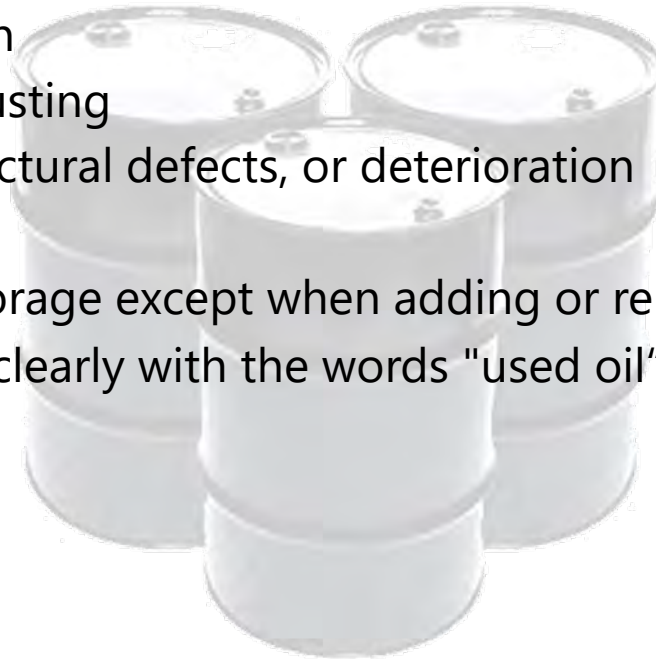 usting
ctural defects, or deterioration
orage except when adding or re
clearly with the words "used oil“